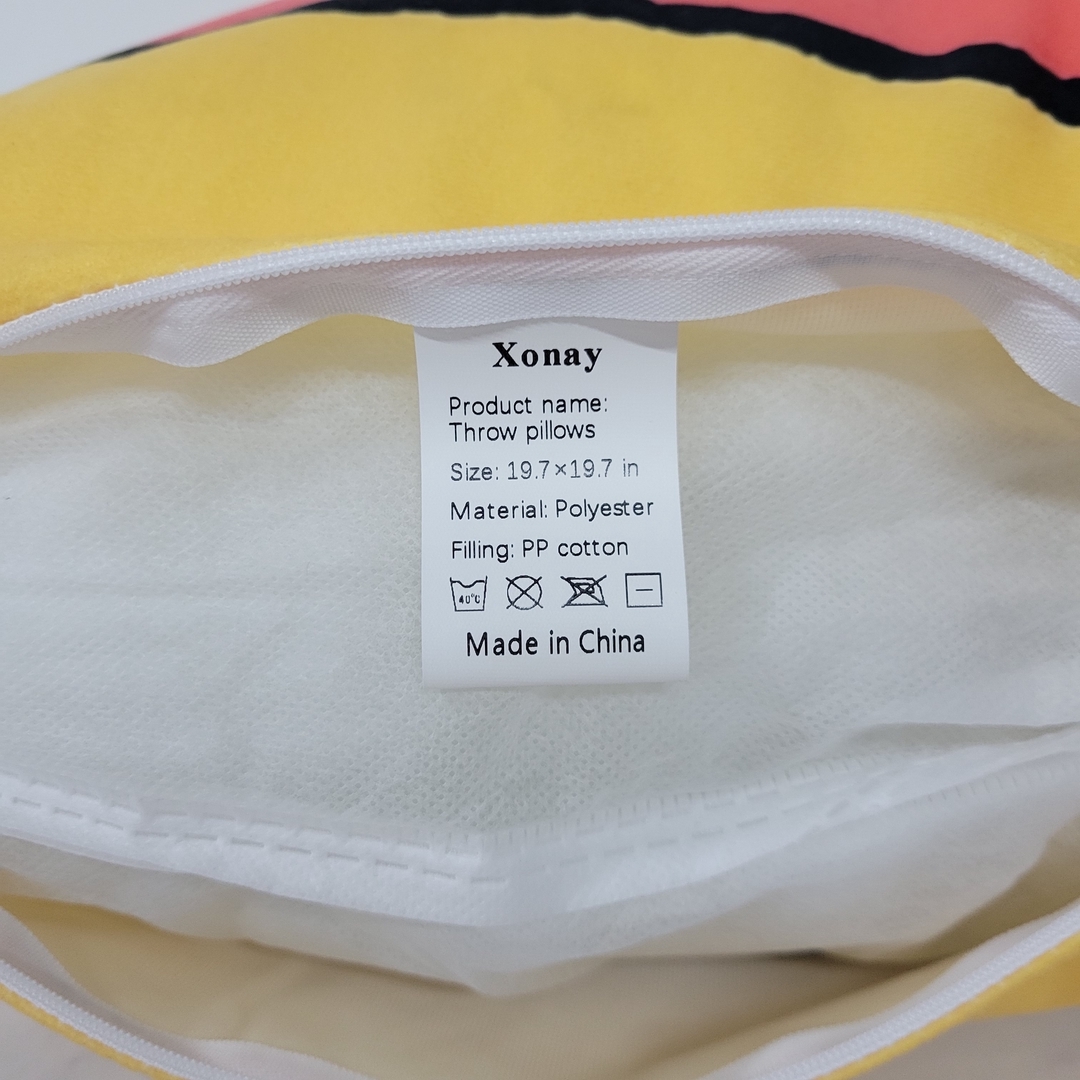 Xonay
Product name:
Throw pillows
Size: 19.7×19.7 in
Material: Polyester
Filling: PP cotton
40°C
Made in China